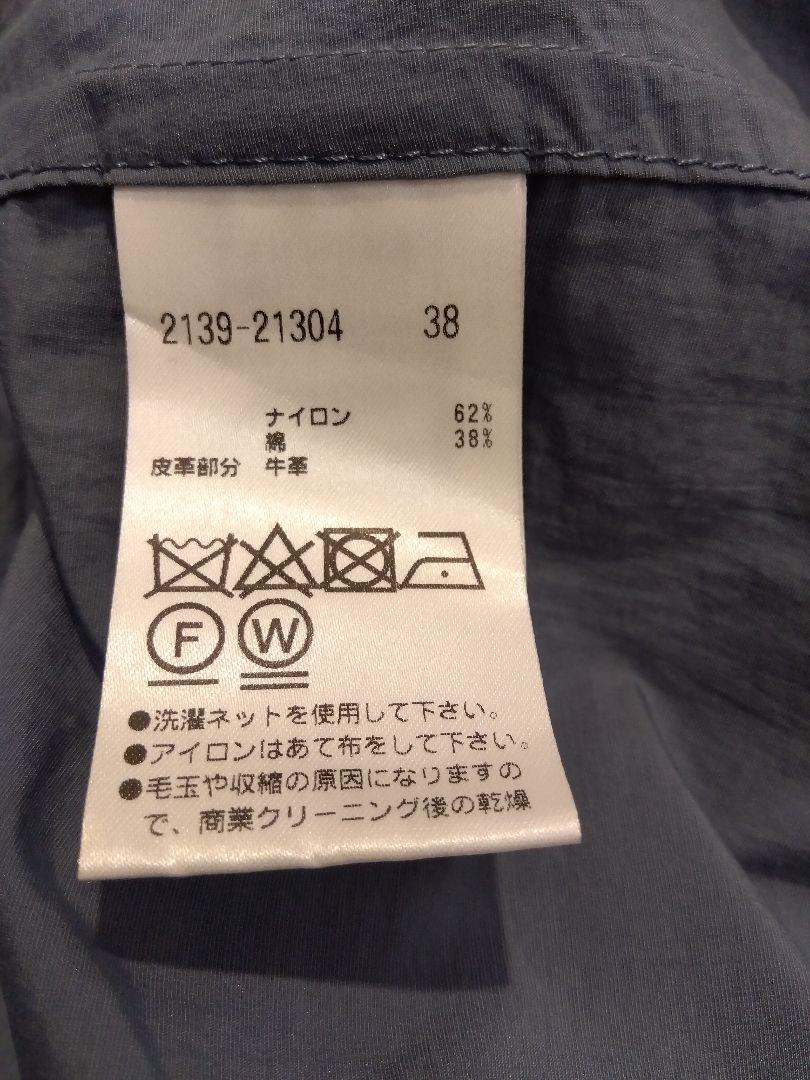 2139-21304 38
ナイロン 62%
綿 38%
皮革部分 牛革
F W
●洗濯ネットを使用して下さい。
●アイロンはあて布をして下さい。
●毛玉や収縮の原因になりますの
で、商業クリーニング後の乾燥